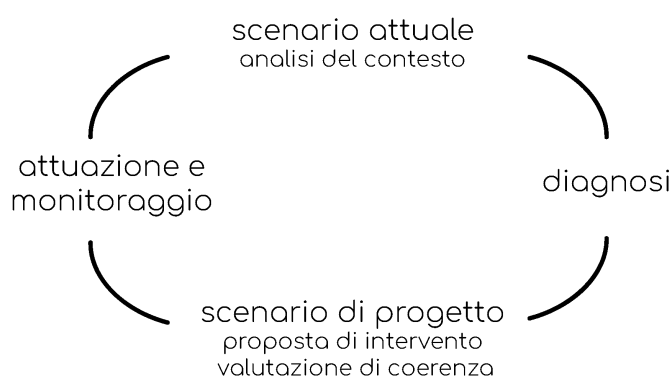 scenario attuale
analisi del contesto
attuazione e
monitoraggio
diagnosi
scenario di progetto
proposta di intervento
valutazione di coerenza